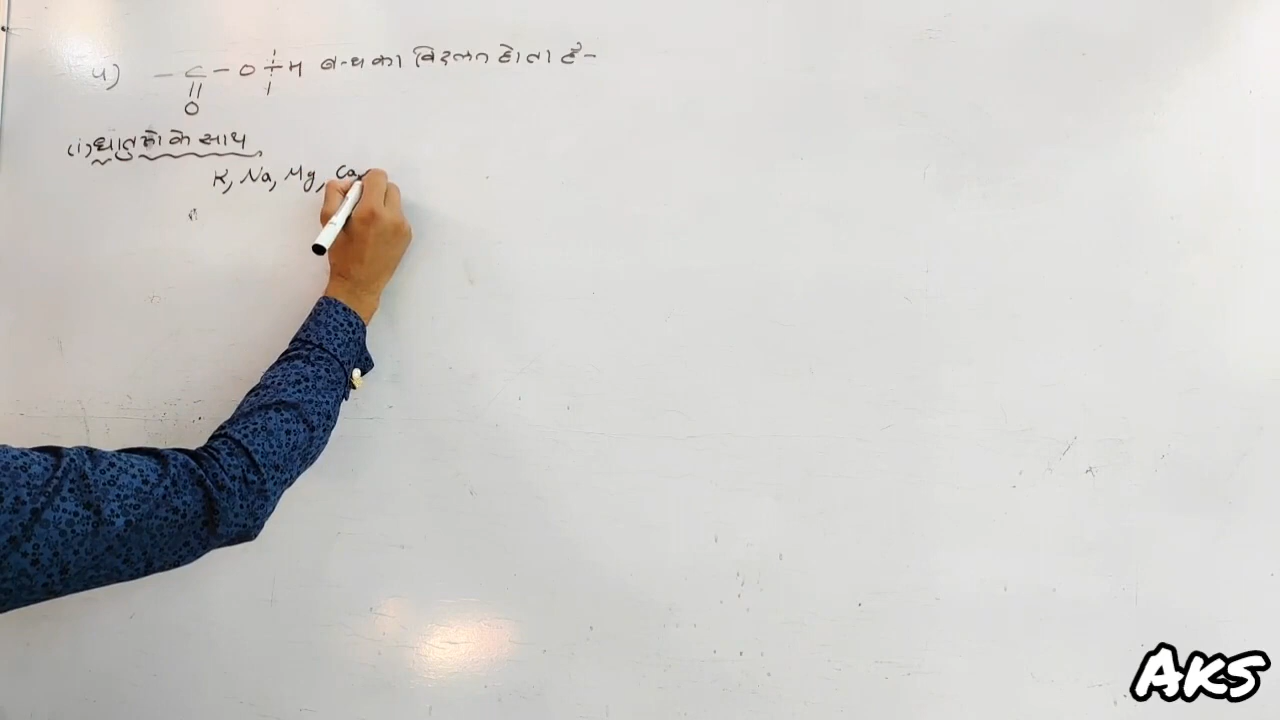 4) - C - O - H बन्ध का विदलन होता है -
||
O
(i) धातुओं के साथ
K, Na, Mg, Ca,
AKS